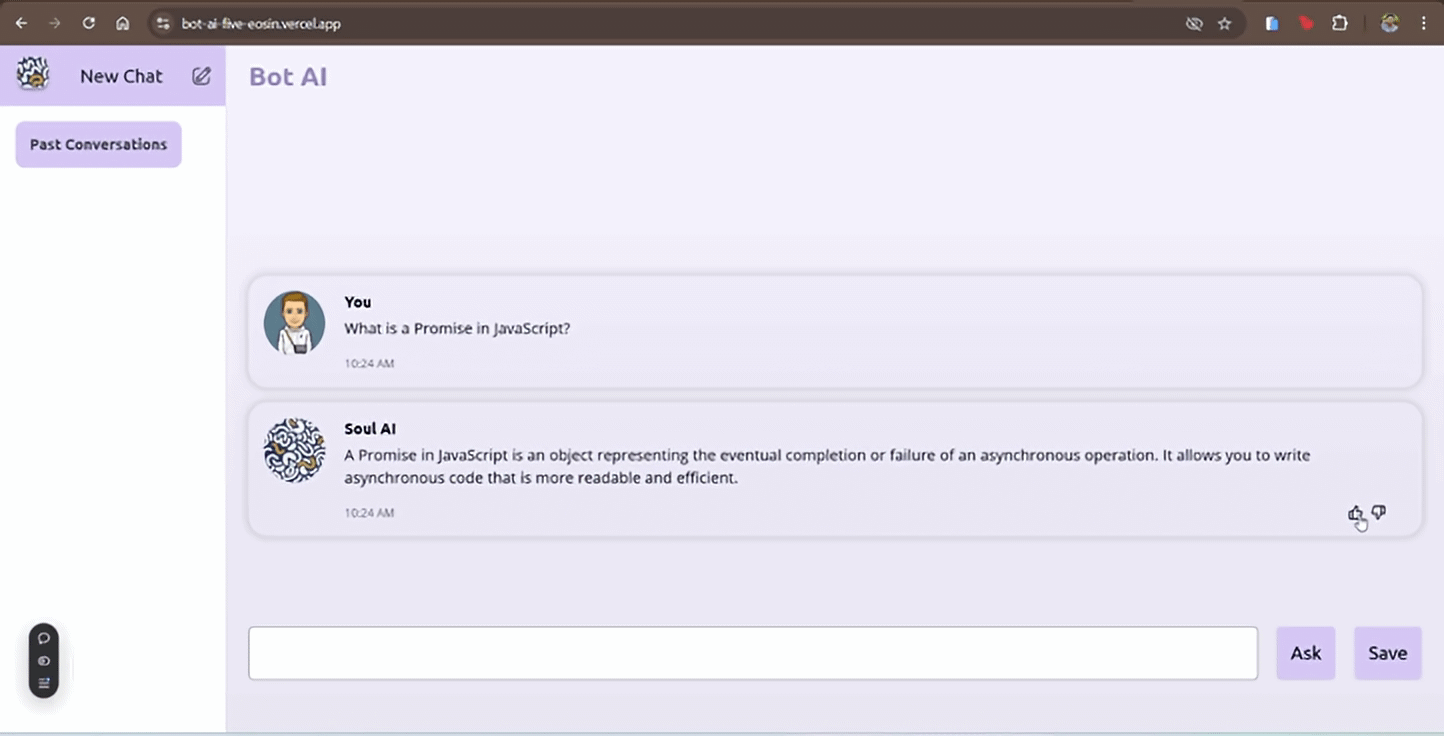 bot-ai-five-eosin.vercel.app
New Chat
Bot AI
Past Conversations
You
What is a Promise in JavaScript?
10:24 AM
Soul AI
A Promise in JavaScript is an object representing the eventual completion or failure of an asynchronous operation. It allows you to write
asynchronous code that is more readable and efficient.
10:24 AM
Ask
Save